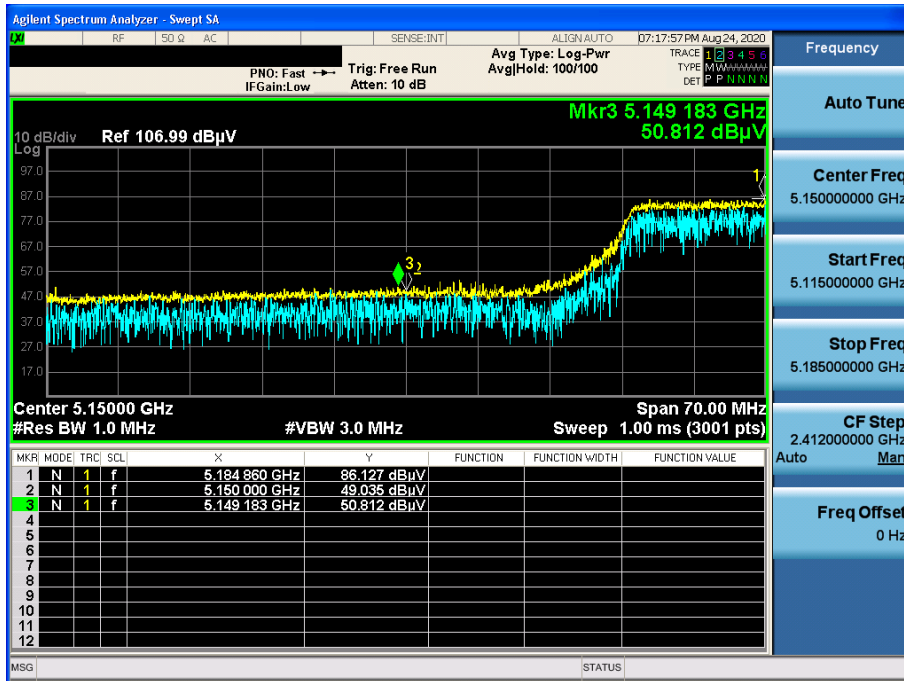 Agilent Spectrum Analyzer - Swept SA
LXI RF 50 Ω AC SENSE:INT ALIGN AUTO 07:17:57 PM Aug 24, 2020
PNO: Fast Trig: Free Run Avg Type: Log-Pwr TRACE 1 2 3 4 5 6
IFGain:Low Atten: 10 dB Avg|Hold: 100/100 TYPE M W W W W W
DET P P N N N N
Frequency
Mkr3 5.149 183 GHz
50.812 dBµV
10 dB/div Ref 106.99 dBµV
Log
97.0
87.0
77.0
67.0
57.0
47.0
37.0
27.0
17.0
1
3 2
Center 5.15000 GHz Span 70.00 MHz
#Res BW 1.0 MHz #VBW 3.0 MHz Sweep 1.00 ms (3001 pts)
MKR MODE TRC SCL X Y FUNCTION FUNCTION WIDTH FUNCTION VALUE
1 N 1 f 5.184 860 GHz 86.127 dBµV
2 N 1 f 5.150 000 GHz 49.035 dBµV
3 N 1 f 5.149 183 GHz 50.812 dBµV
4
5
6
7
8
9
10
11
12
MSG STATUS
Auto Tune
Center Freq
5.150000000 GHz
Start Freq
5.115000000 GHz
Stop Freq
5.185000000 GHz
CF Step
2.412000000 GHz
Auto Man
Freq Offset
0 Hz